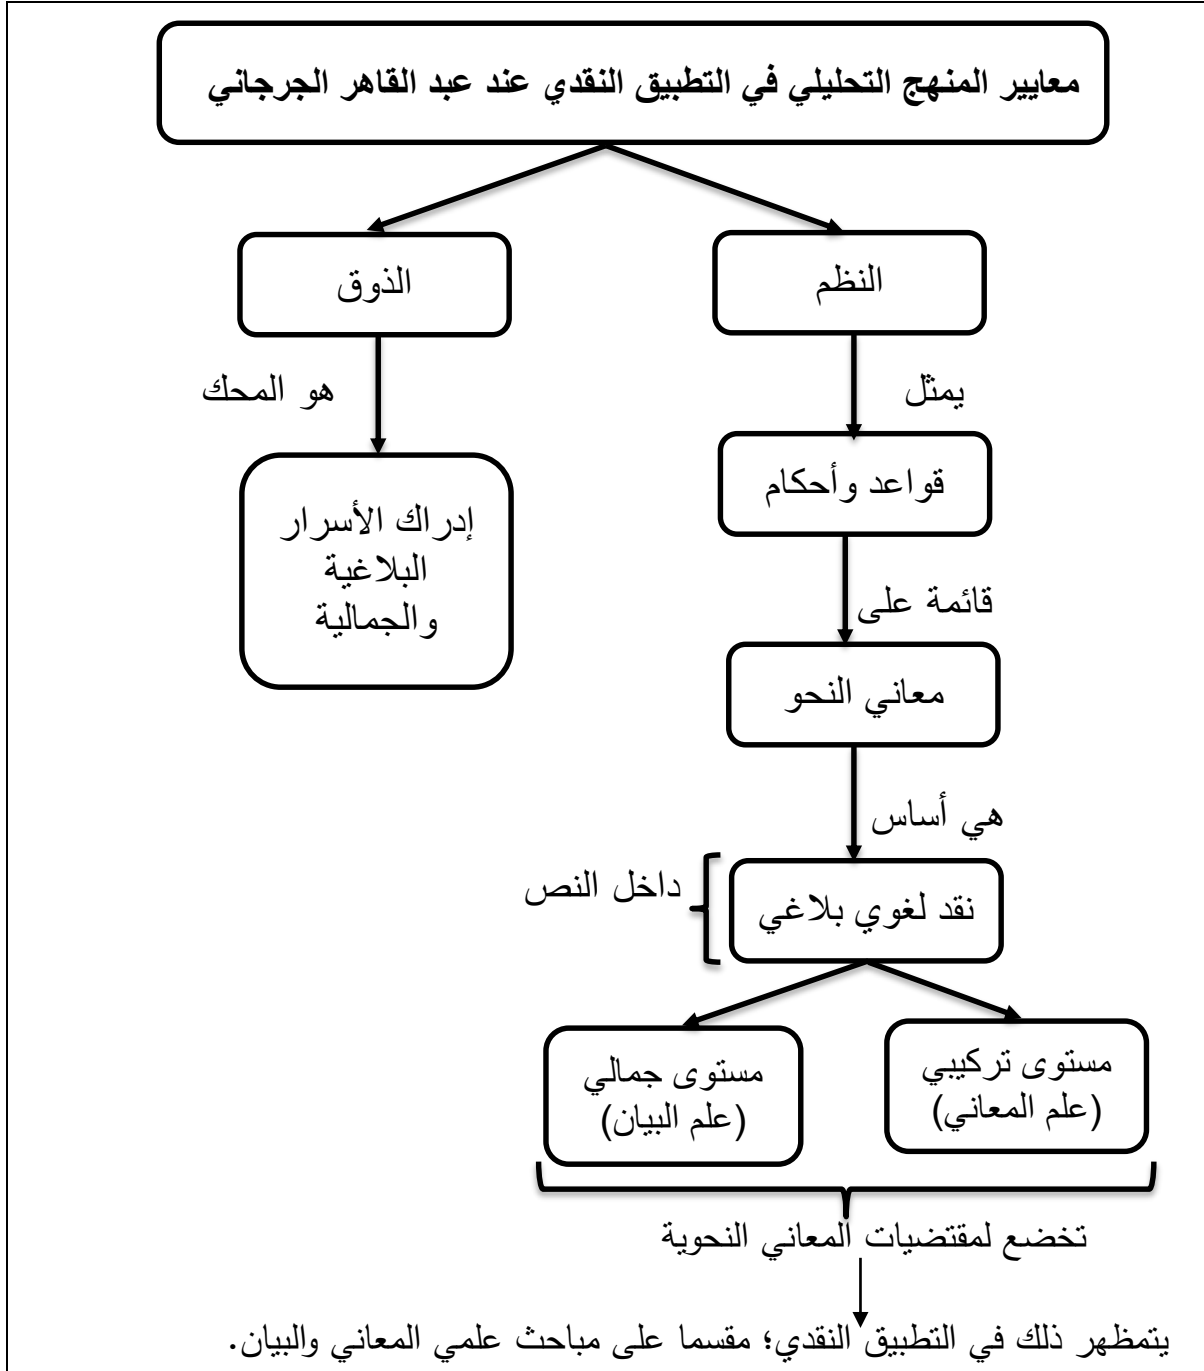 معايير المنهج التحليلي في التطبيق النقدي عند عبد القاهر الجرجاني
النظم
الذوق
يمثل
هو المحك
قواعد وأحكام
إدراك الأسرار
البلاغية
والجمالية
قائمة على
معاني النحو
هي أساس
نقد لغوي بلاغي
داخل النص
مستوى تركيبي
(علم المعاني)
مستوى جمالي
(علم البيان)
تخضع لمقتضيات المعاني النحوية
يتمظهر ذلك في التطبيق النقدي؛ مقسما على مباحث علمي المعاني والبيان.